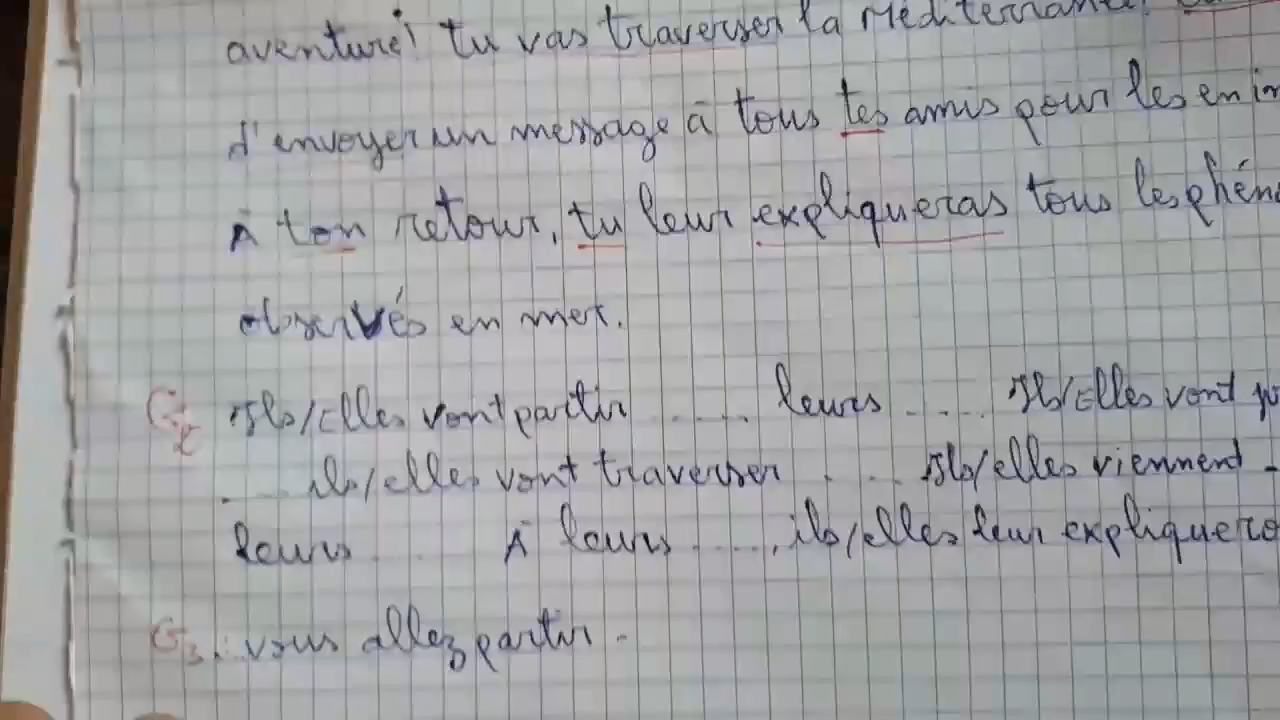 aventure! tu vas traverser la Méditerrané
d'envoyer un message à tous tes amis pour les en in
A ton retour, tu leur expliqueras tous les phén
observés en mer.
G2 Ils/Elles vont partir ....... leurs ..... Ils/Elles vont
..... ils/elles vont traverser . . .. Ils/elles viennent
leurs .. A leurs ....., ils/elles leur expliquero
G3: vous allez partir.